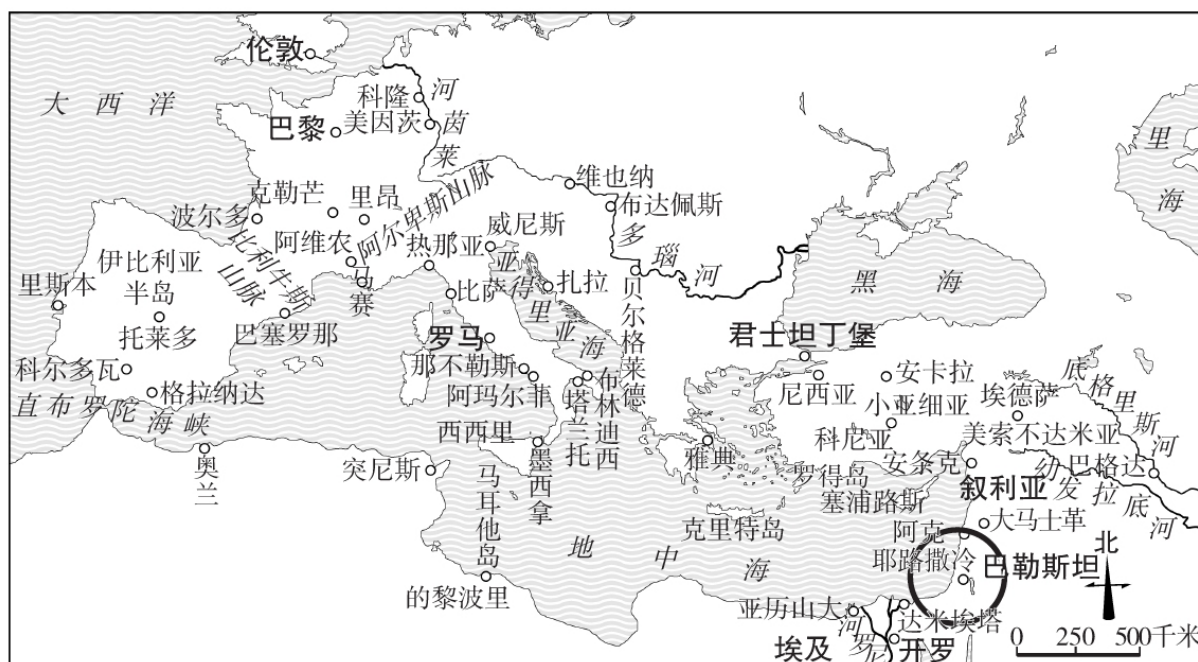 伦敦
大西洋
科隆
河
巴黎
美因茨
茵
莱
里
海
维也纳
克勒芒
里昂
阿尔卑斯山脉
布达佩斯
波尔多
威尼斯
多
瑙
河
比利牛斯
山脉
阿维农
热那亚
伊比利亚
半岛
马赛
亚得里亚海
黑海
里斯本
比萨
扎拉
贝尔格莱德
托莱多
巴塞罗那
罗马
君士坦丁堡
科尔多瓦
那不勒斯
尼西亚
安卡拉
底格里斯河
格拉纳达
阿玛尔菲
塔兰托
布林迪西
小亚细亚
埃德萨
直布罗陀海峡
西西里
科尼亚
美索不达米亚
奥兰
突尼斯
马耳他岛
墨西拿
雅典
罗得岛
安条克
巴格达
幼发拉底河
塞浦路斯
叙利亚
克里特岛
大马士革
地中海
阿克
耶路撒冷
巴勒斯坦
北
的黎波里
亚历山大
达米埃塔
河
罗
尼
埃及
开罗
0 250 500千米